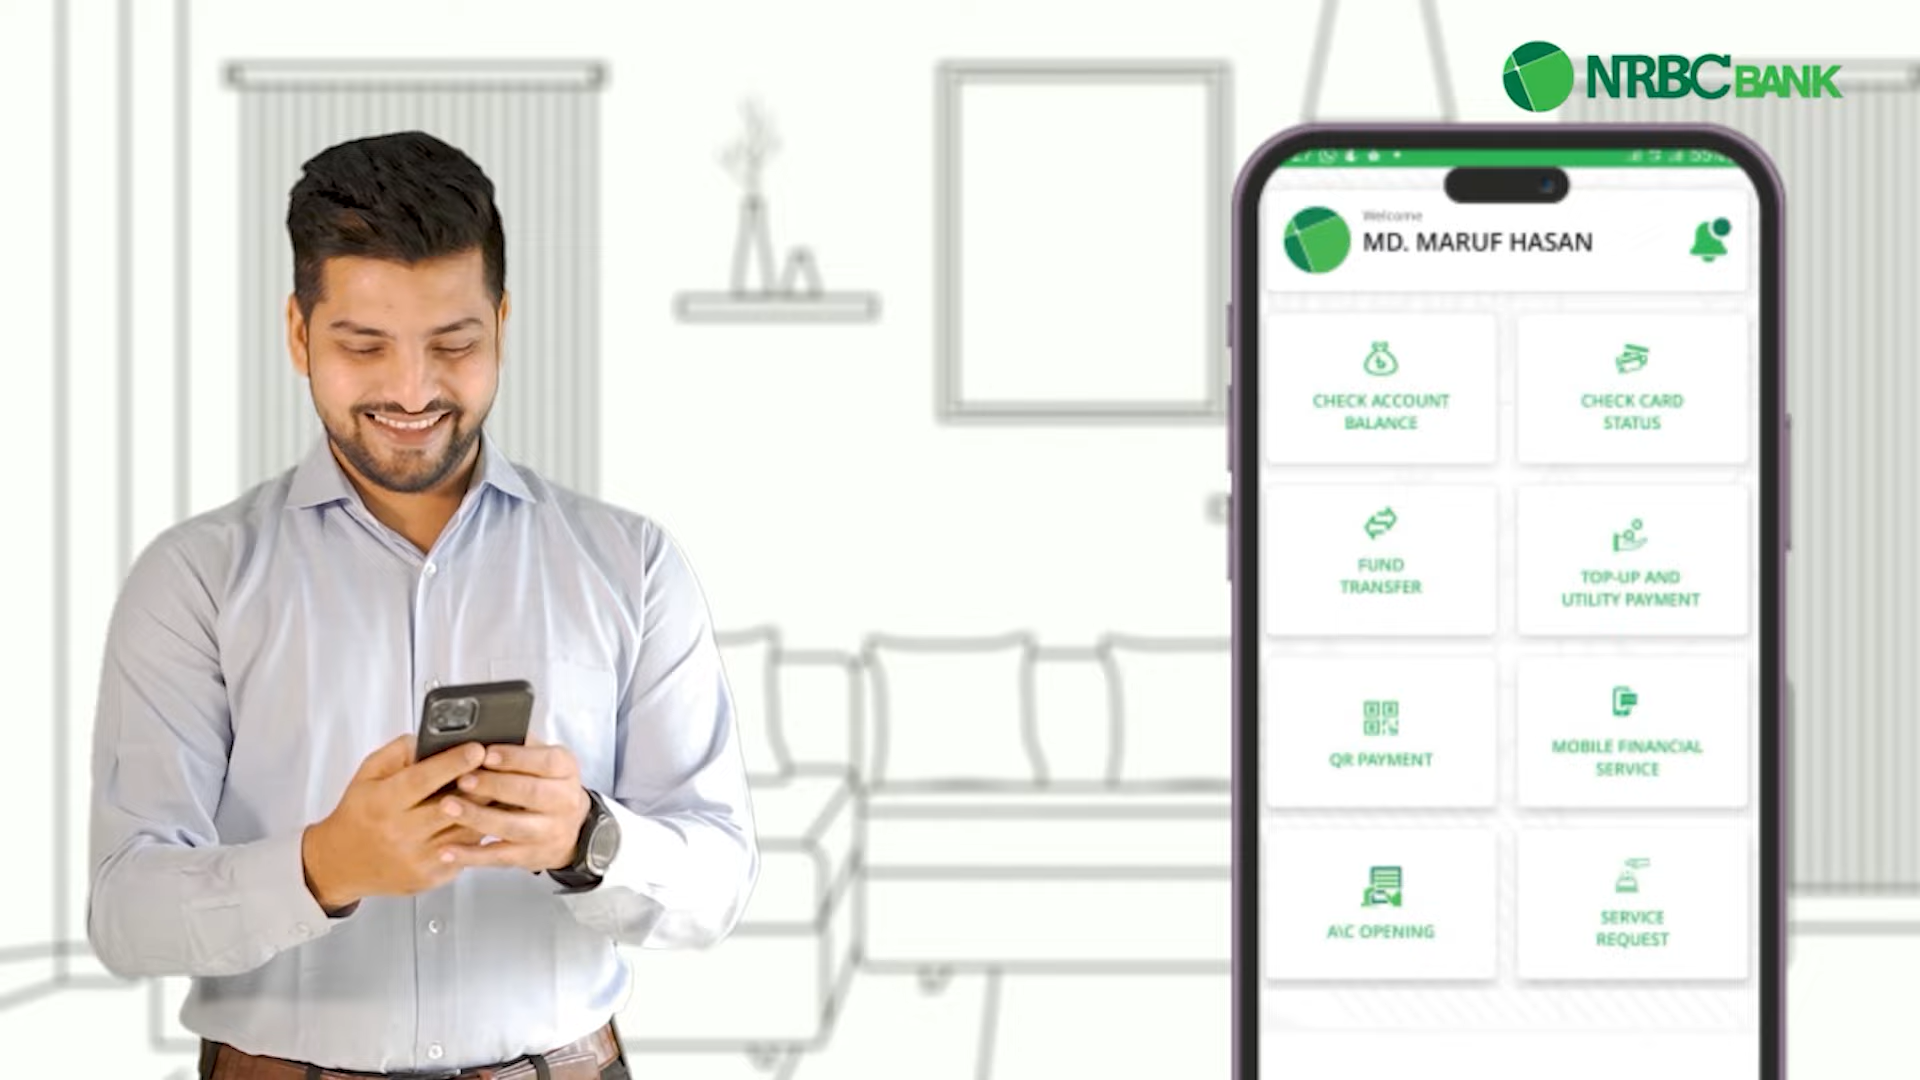 NRBC BANK
Welcome
MD. MARUF HASAN
CHECK ACCOUNT
BALANCE
CHECK CARD
STATUS
FUND
TRANSFER
TOP-UP AND
UTILITY PAYMENT
QR PAYMENT
MOBILE FINANCIAL
SERVICE
A\C OPENING
SERVICE
REQUEST